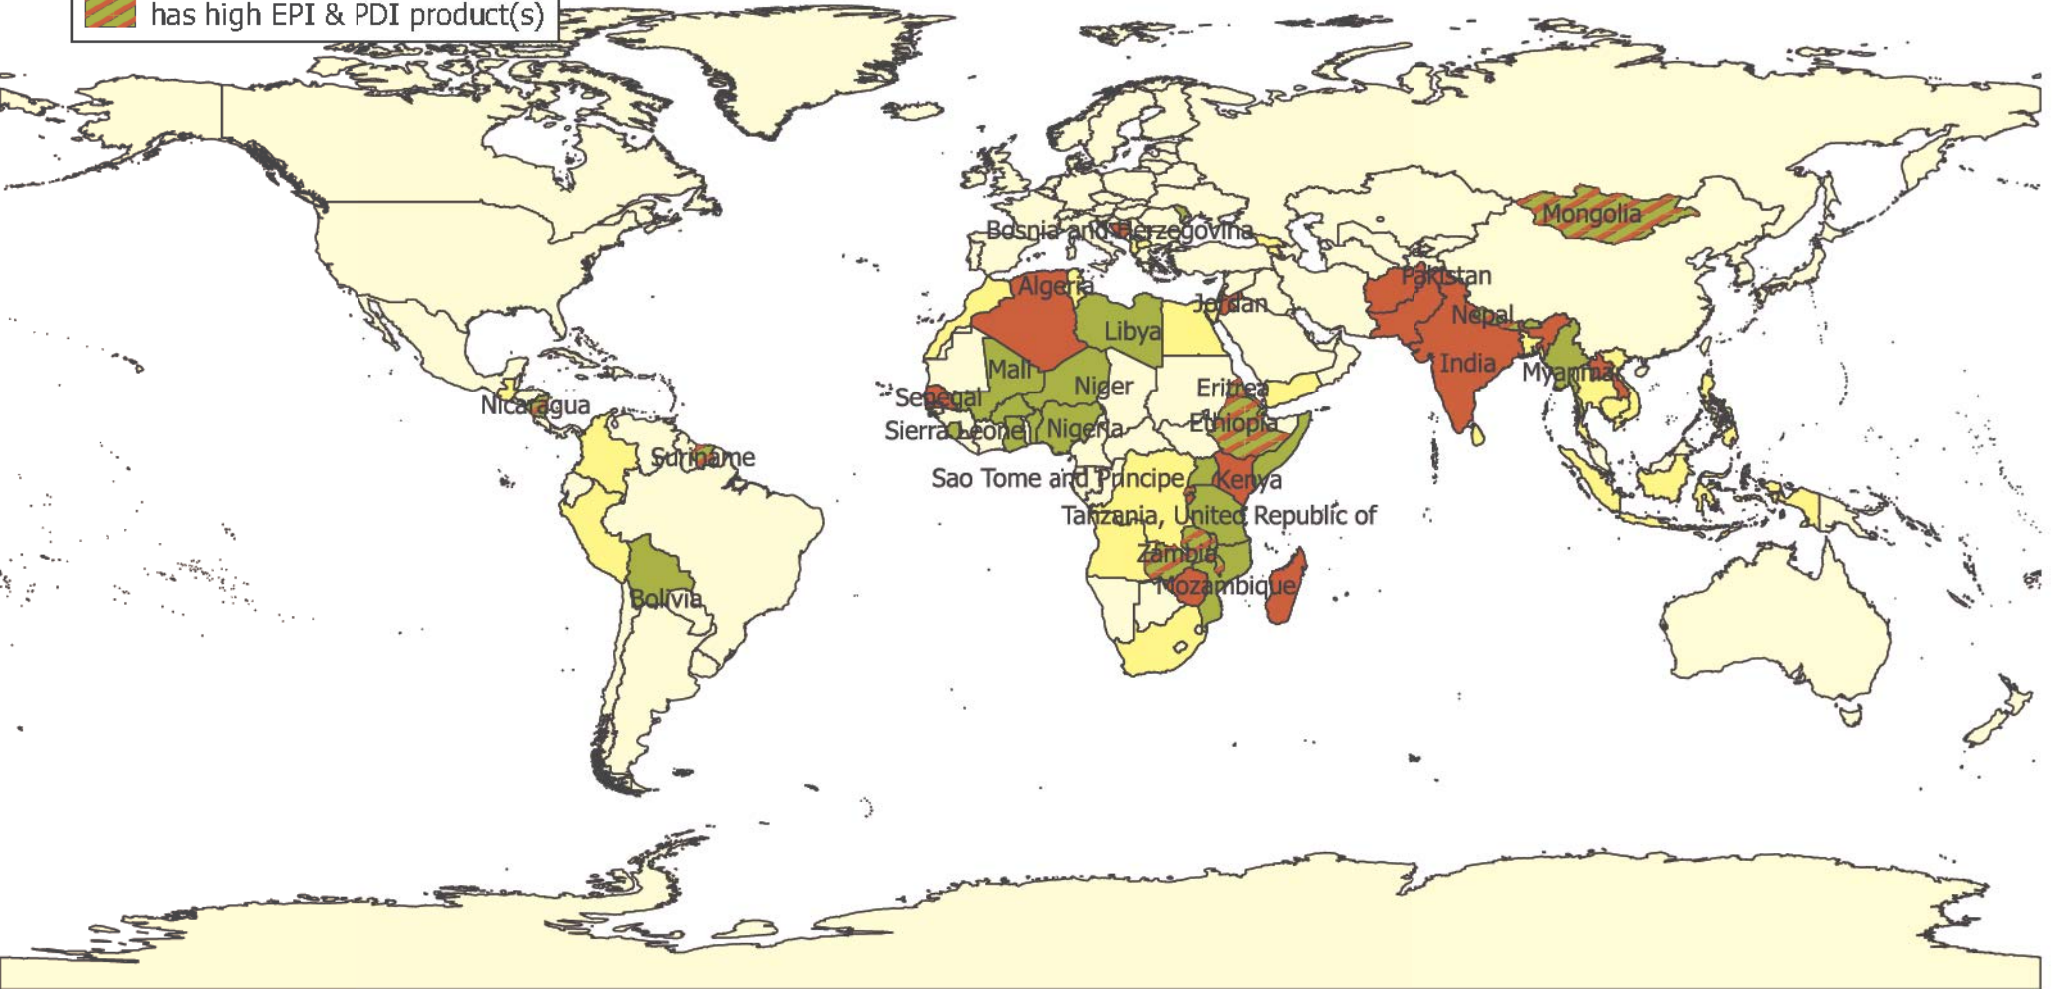 has high EPI & PDI product(s)
Mongolia
Bosnia and Herzegovina
Pakistan
Algeria
Jordan
Nepal
Libya
India
Mali
Myanmar
Niger
Eritrea
Senegal
Nicaragua
Ethiopia
Sierra Leone
Nigeria
Suriname
Sao Tome and Principe
Kenya
Tanzania, United Republic of
Zambia
Mozambique
Bolivia